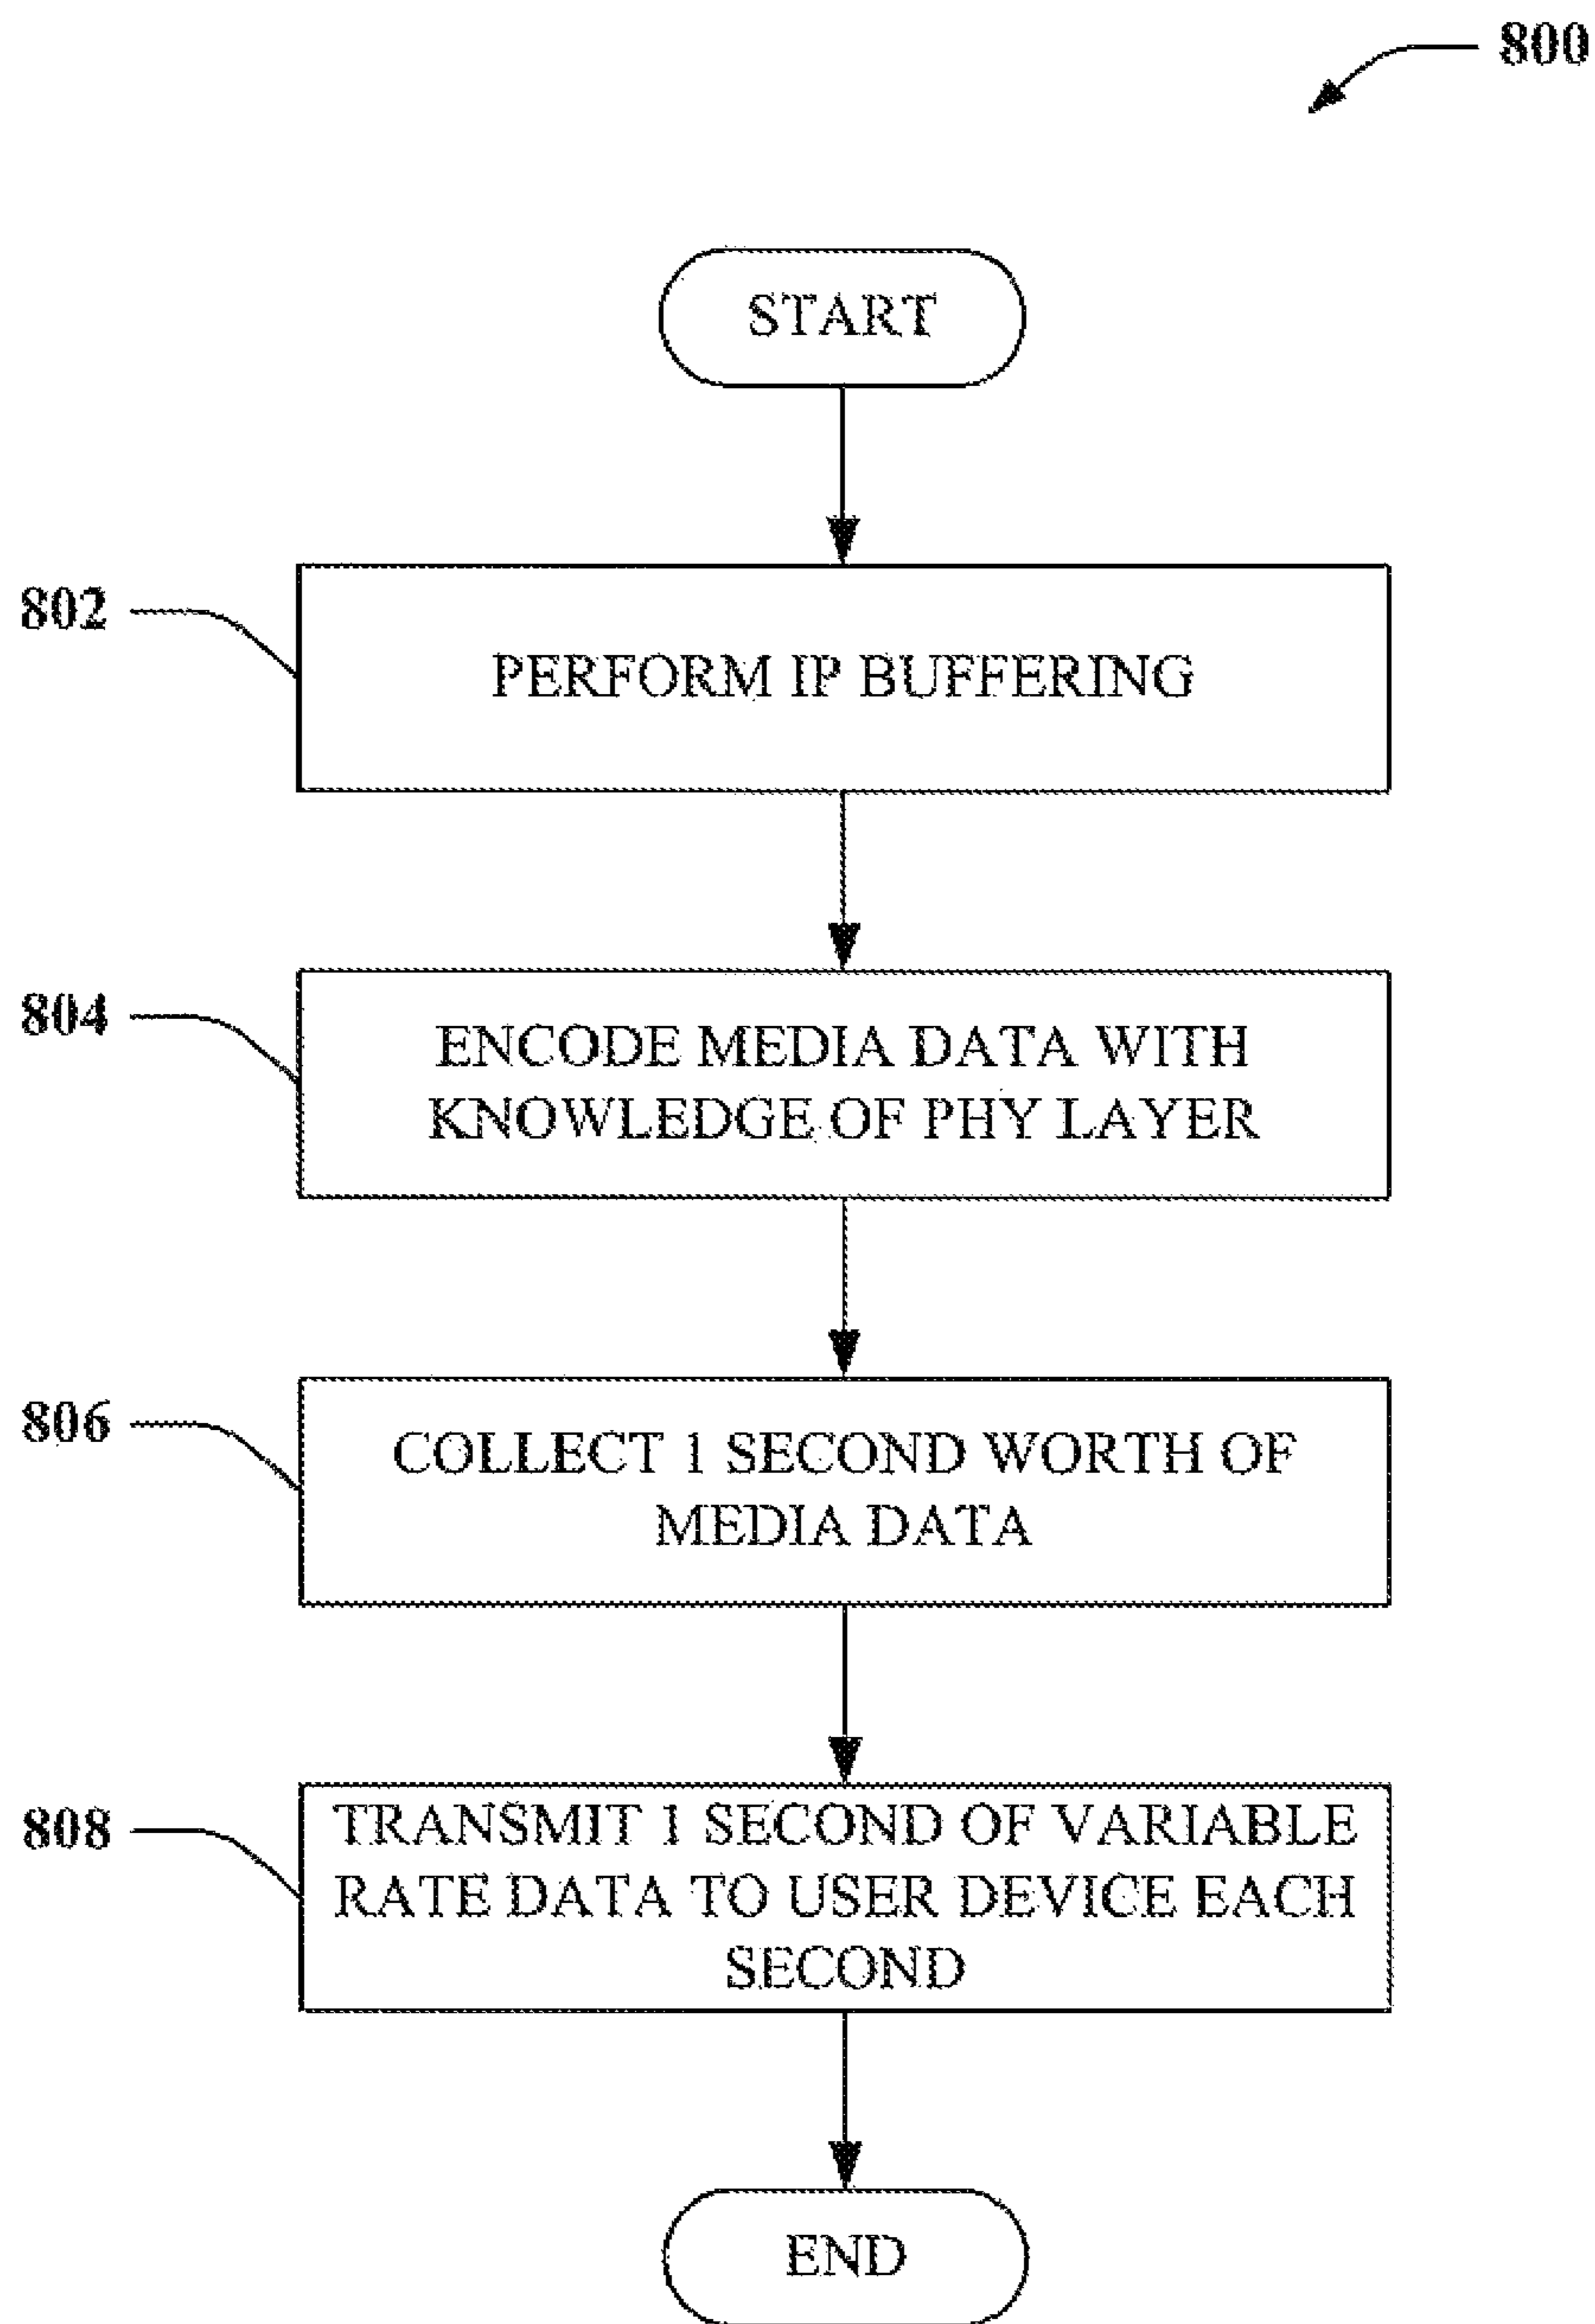 800
START
802
PERFORM IP BUFFERING
804
ENCODE MEDIA DATA WITH
KNOWLEDGE OF PHY LAYER
806
COLLECT 1 SECOND WORTH OF
MEDIA DATA
808
TRANSMIT 1 SECOND OF VARIABLE
RATE DATA TO USER DEVICE EACH
SECOND
END